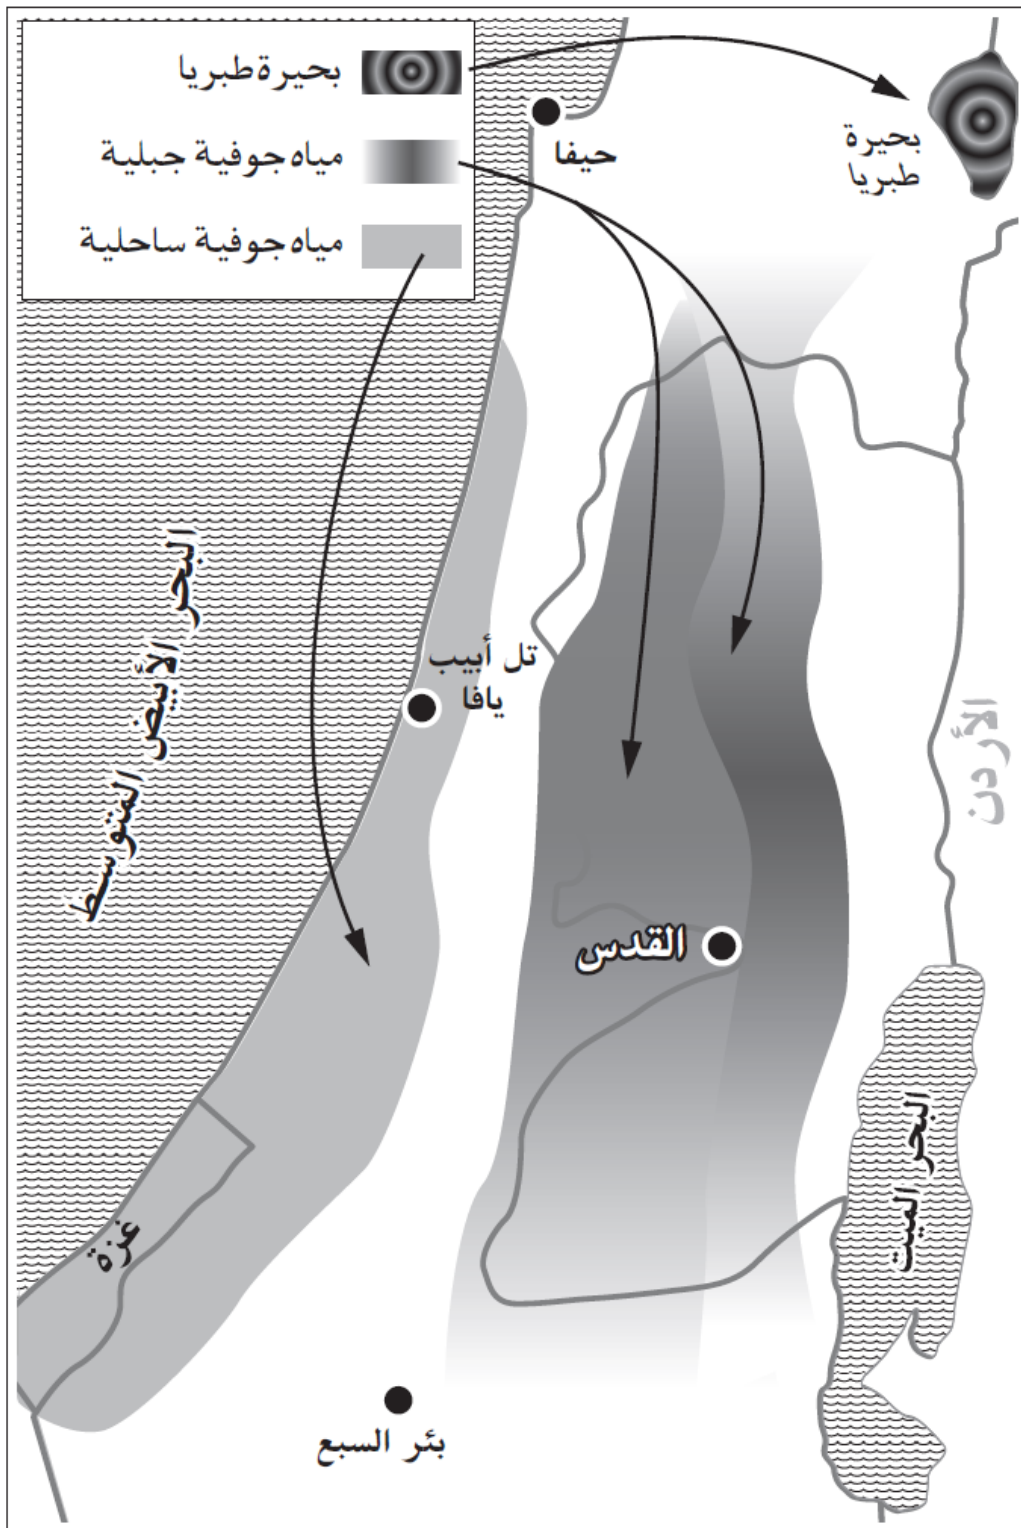 بحيرة طبريا
مياه جوفية جبلية
مياه جوفية ساحلية
حيفا
بحيرة
طبريا
البحر الأبيض المتوسط
تل أبيب
يافا
الأردن
القدس
البحر الميت
غزة
بئر السبع